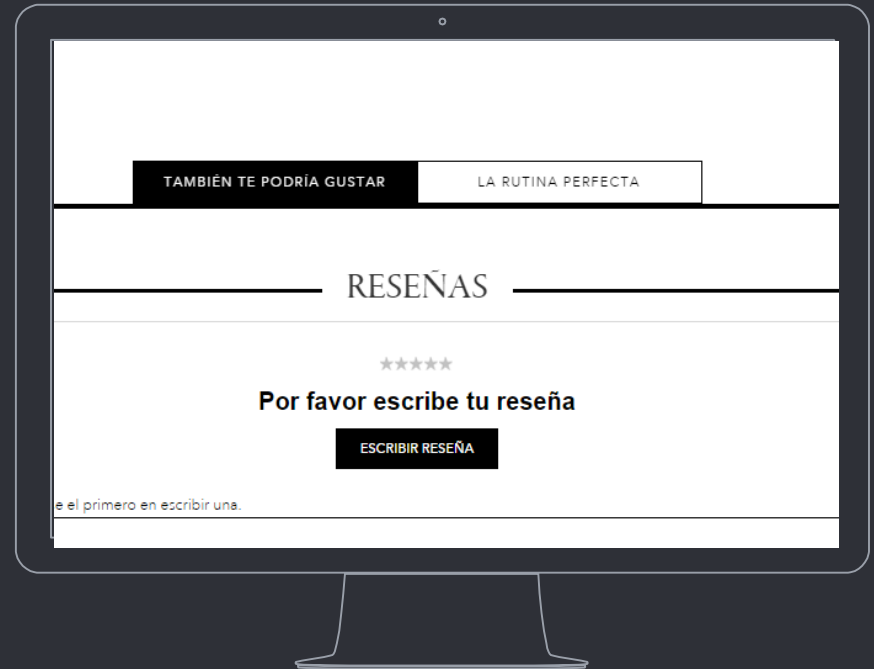 TAMBIÉN TE PODRÍA GUSTAR
LA RUTINA PERFECTA
RESEÑAS
Por favor escribe tu reseña
ESCRIBIR RESEÑA
e el primero en escribir una.